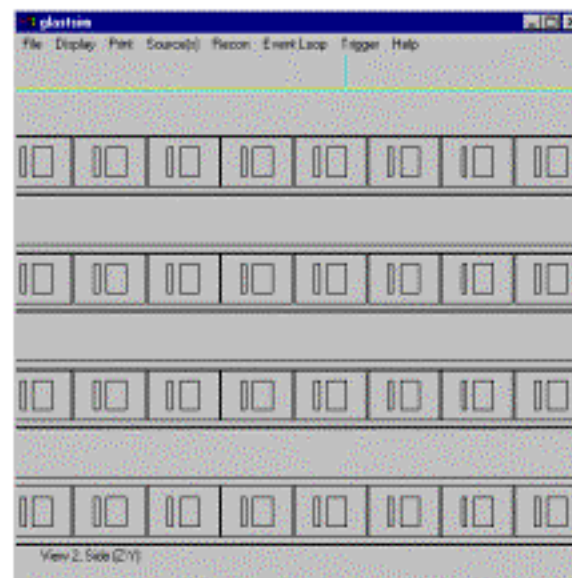 glastsim
File Display Print Source(s) Recon Event Loop Trigger Help
View 2, Side (Z-Y)